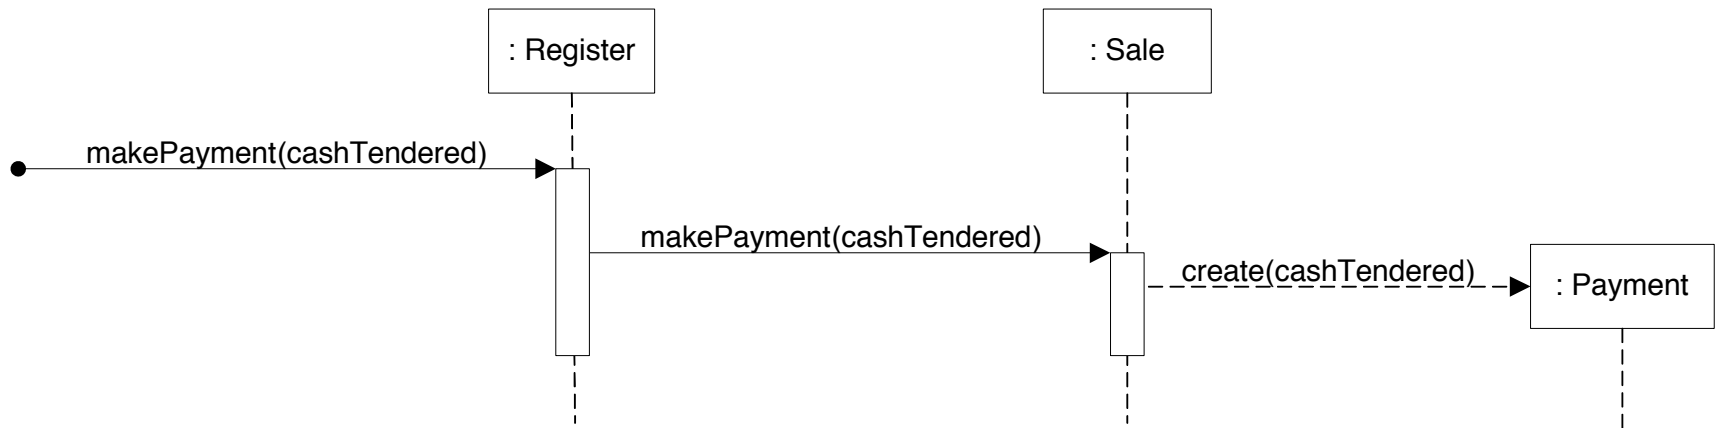 : Register
: Sale
makePayment(cashTendered)
makePayment(cashTendered)
create(cashTendered)
: Payment